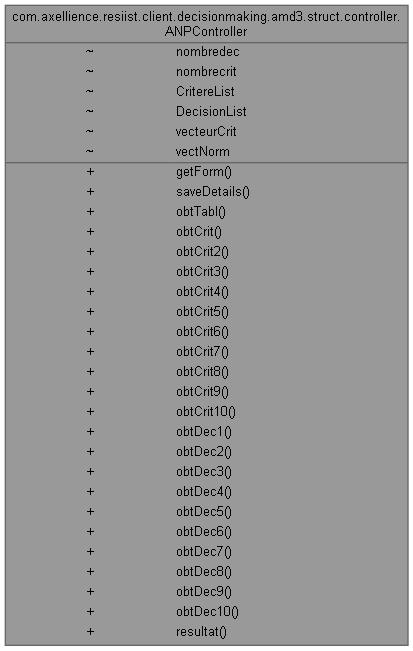 com.axellience.resiist.client.decisionmaking.amd3.struct.controller.
ANPController
~ nombredec
~ nombrecrit
~ CritereList
~ DecisionList
~ vecteurCrit
~ vectNorm
+ getForm()
+ saveDetails()
+ obtTabl()
+ obtCrit()
+ obtCrit2()
+ obtCrit3()
+ obtCrit4()
+ obtCrit5()
+ obtCrit6()
+ obtCrit7()
+ obtCrit8()
+ obtCrit9()
+ obtCrit10()
+ obtDec1()
+ obtDec2()
+ obtDec3()
+ obtDec4()
+ obtDec5()
+ obtDec6()
+ obtDec7()
+ obtDec8()
+ obtDec9()
+ obtDec10()
+ resultat()